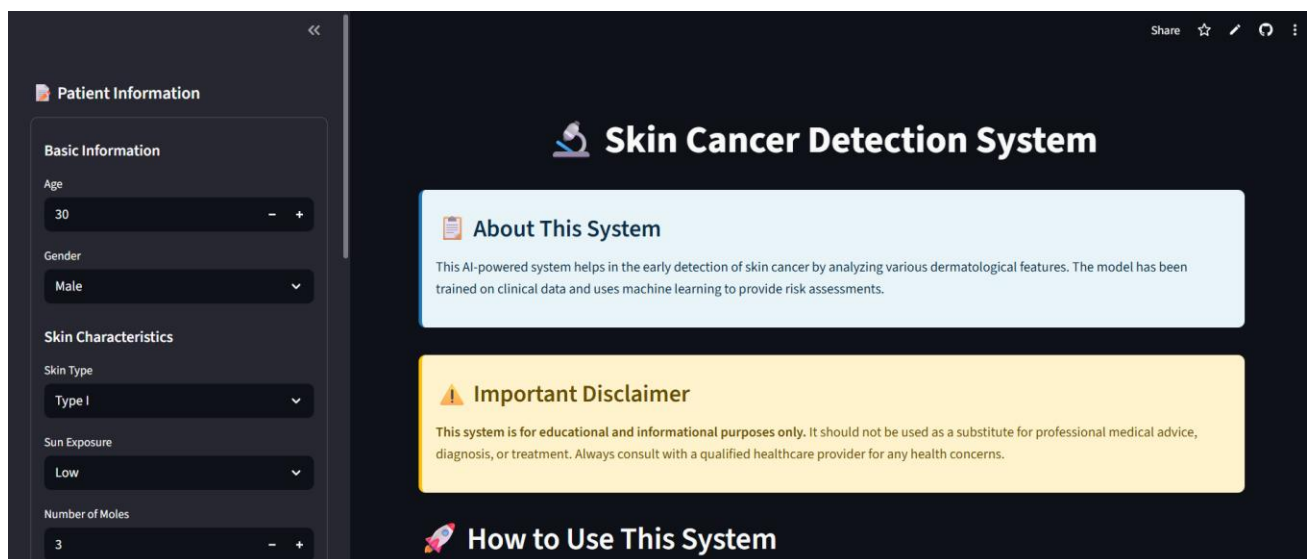 Share
Patient Information
Basic Information
Age
30
Gender
Male
Skin Characteristics
Skin Type
Type I
Sun Exposure
Low
Number of Moles
3
Skin Cancer Detection System
About This System
This AI-powered system helps in the early detection of skin cancer by analyzing various dermatological features. The model has been
trained on clinical data and uses machine learning to provide risk assessments.
Important Disclaimer
This system is for educational and informational purposes only. It should not be used as a substitute for professional medical advice,
diagnosis, or treatment. Always consult with a qualified healthcare provider for any health concerns.
How to Use This System